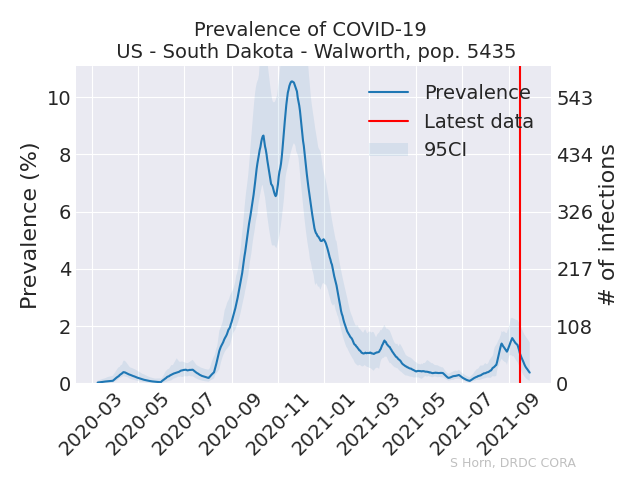 Prevalence of COVID-19
US - South Dakota - Walworth, pop. 5435
Prevalence (%)
10
8
6
4
2
0
Prevalence
Latest data
95CI
543
434
326
217
108
0
# of infections
2020-03
2020-05
2020-07
2020-09
2020-11
2021-01
2021-03
2021-05
2021-07
2021-09
S Horn, DRDC CORA